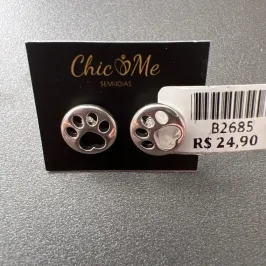 Chic Me
SEMIJOIAS
B2685
R$ 24,90